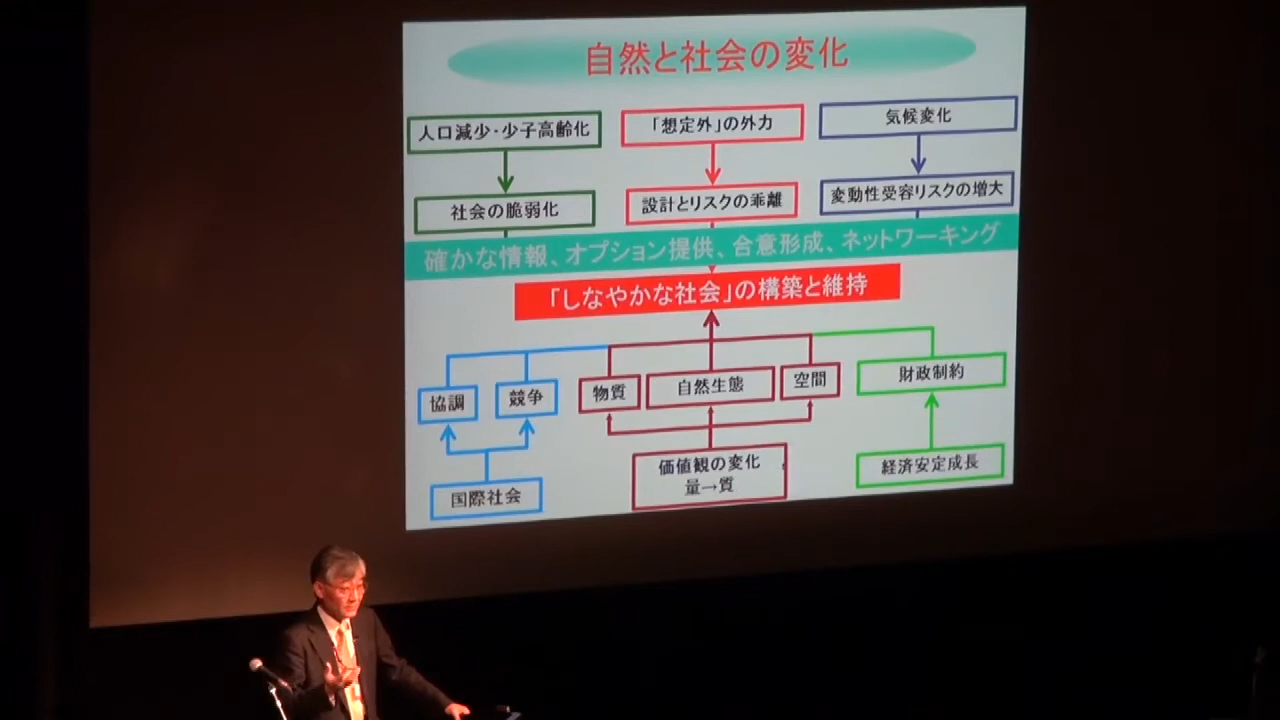 自然と社会の変化
人口減少・少子高齢化
「想定外」の外力
気候変化
社会の脆弱化
設計とリスクの乖離
変動性受容リスクの増大
確かな情報、オプション提供、合意形成、ネットワーキング
「しなやかな社会」の構築と維持
協調
競争
物質
自然生態
空間
財政制約
国際社会
価値観の変化
量→質
経済安定成長